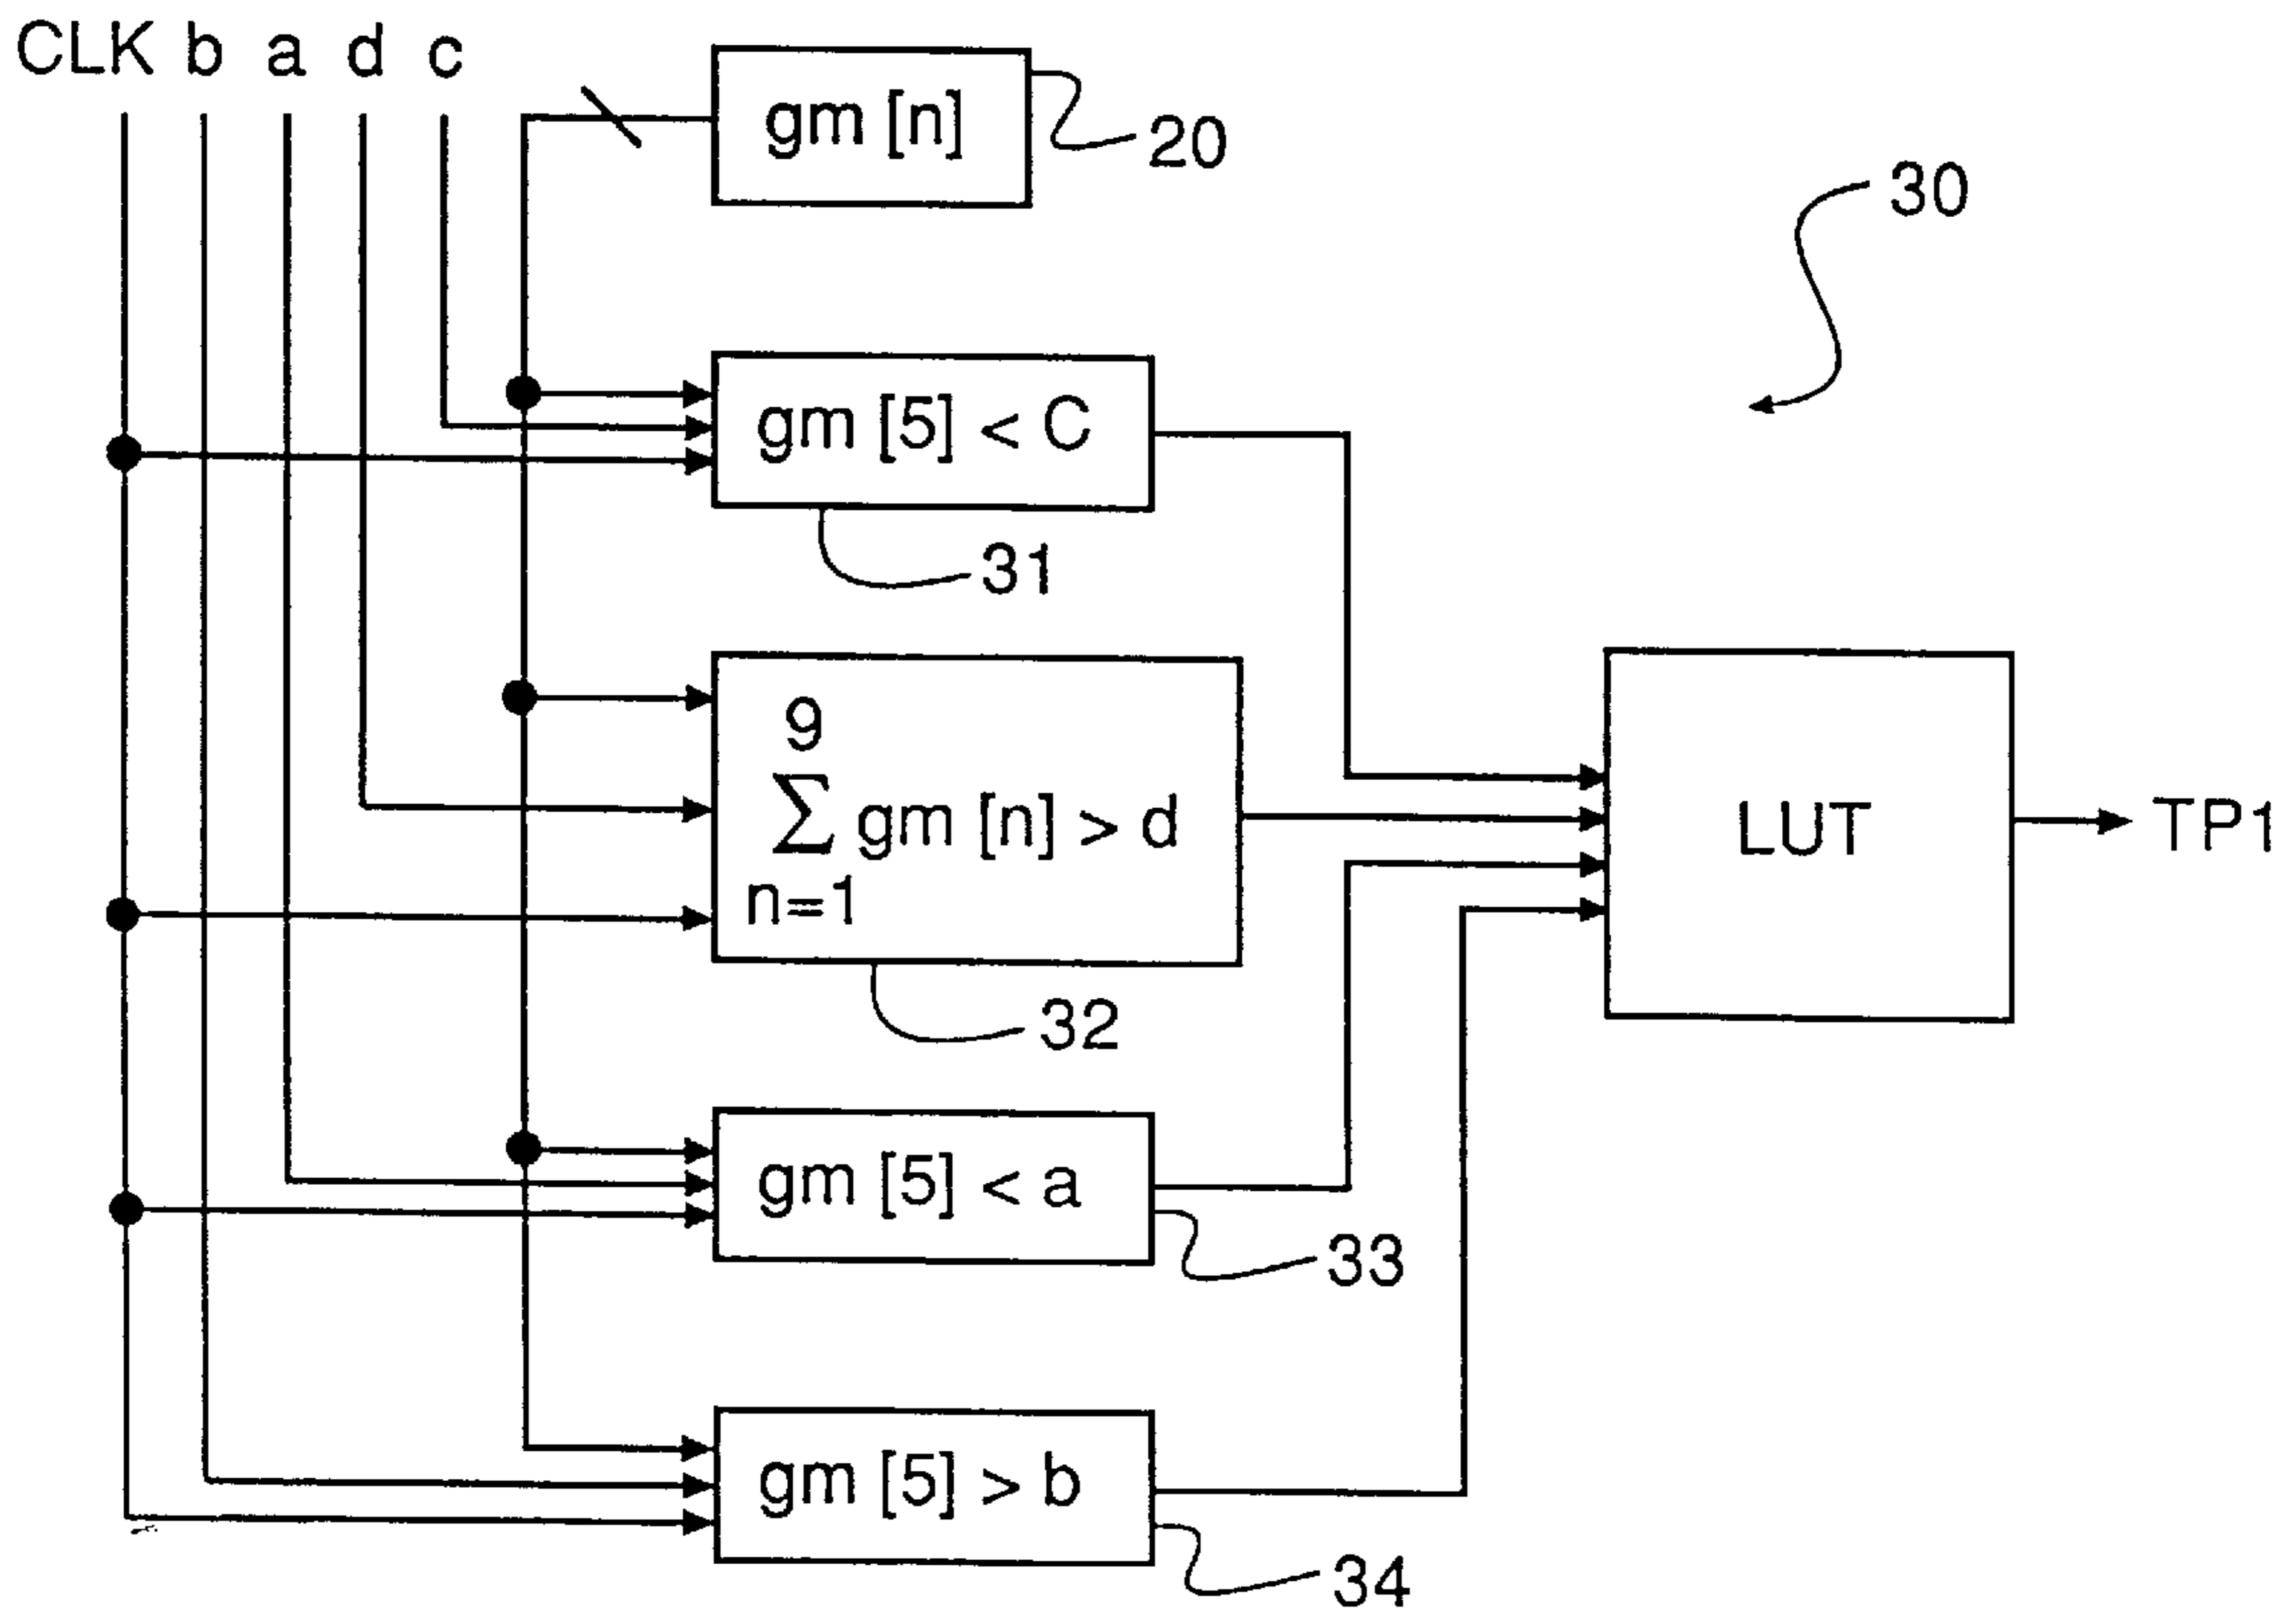 CLK b a d c
gm [n]
20
30
gm [5] < C
31
9
Σ gm [n] > d
n=1
32
LUT
TP1
gm [5] < a
33
gm [5] > b
34